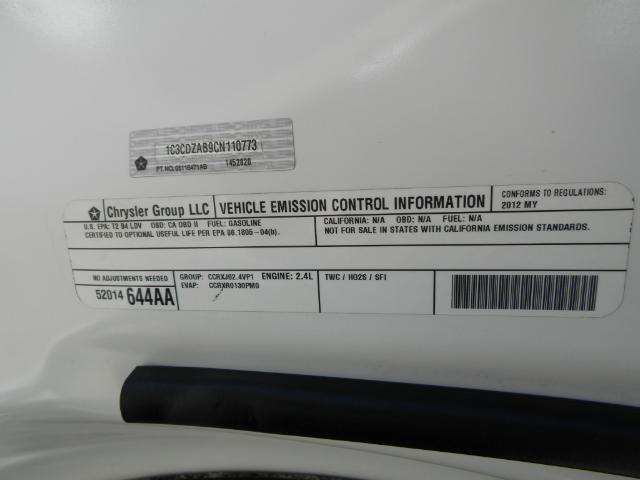 1C3CDZAB9CN110773
PT. NO. 05116471AB 1452828
Chrysler Group LLC VEHICLE EMISSION CONTROL INFORMATION CONFORMS TO REGULATIONS:
2012 MY
U.S. EPA: T2 B4 LDV OBD: CA OBD II FUEL: GASOLINE
CERTIFIED TO OPTIONAL USEFUL LIFE PER EPA 86.1805-04(b).
CALIFORNIA: N/A OBD: N/A FUEL: N/A
NOT FOR SALE IN STATES WITH CALIFORNIA EMISSION STANDARDS.
NO ADJUSTMENTS NEEDED
52014 644AA
GROUP: CCRXJ02.4VP1 ENGINE: 2.4L
EVAP: CCRXR0130PM0
TWC / HO2S / SFI